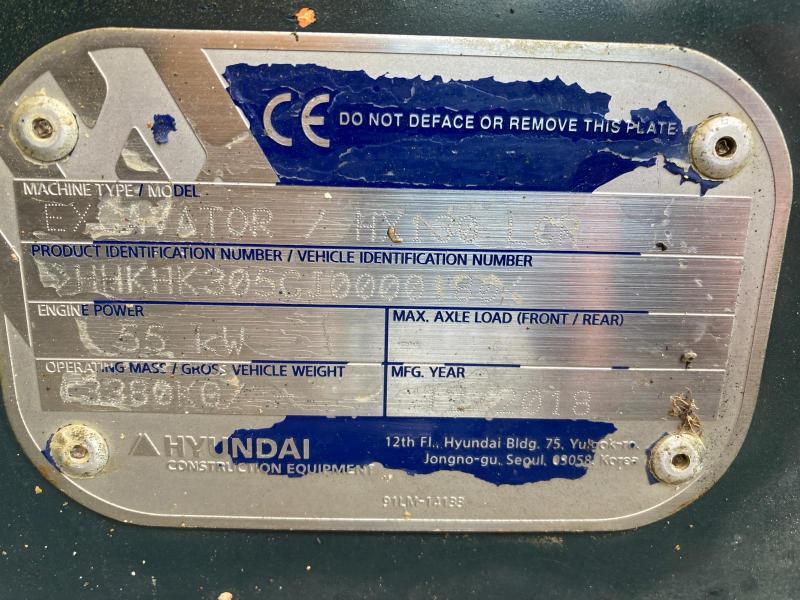 CE DO NOT DEFACE OR REMOVE THIS PLATE
MACHINE TYPE / MODEL
EXCAVATOR /
PRODUCT IDENTIFICATION NUMBER / VEHICLE IDENTIFICATION NUMBER
ENGINE POWER
55 kW
MAX. AXLE LOAD (FRONT / REAR)
-
OPERATING MASS / GROSS VEHICLE WEIGHT
MFG. YEAR
2018
HYUNDAI
CONSTRUCTION EQUIPMENT
12th Fl., Hyundai Bldg. 75, Yulgok-ro,
Jongno-gu, Seoul, 03058, Korea
91LM-14135